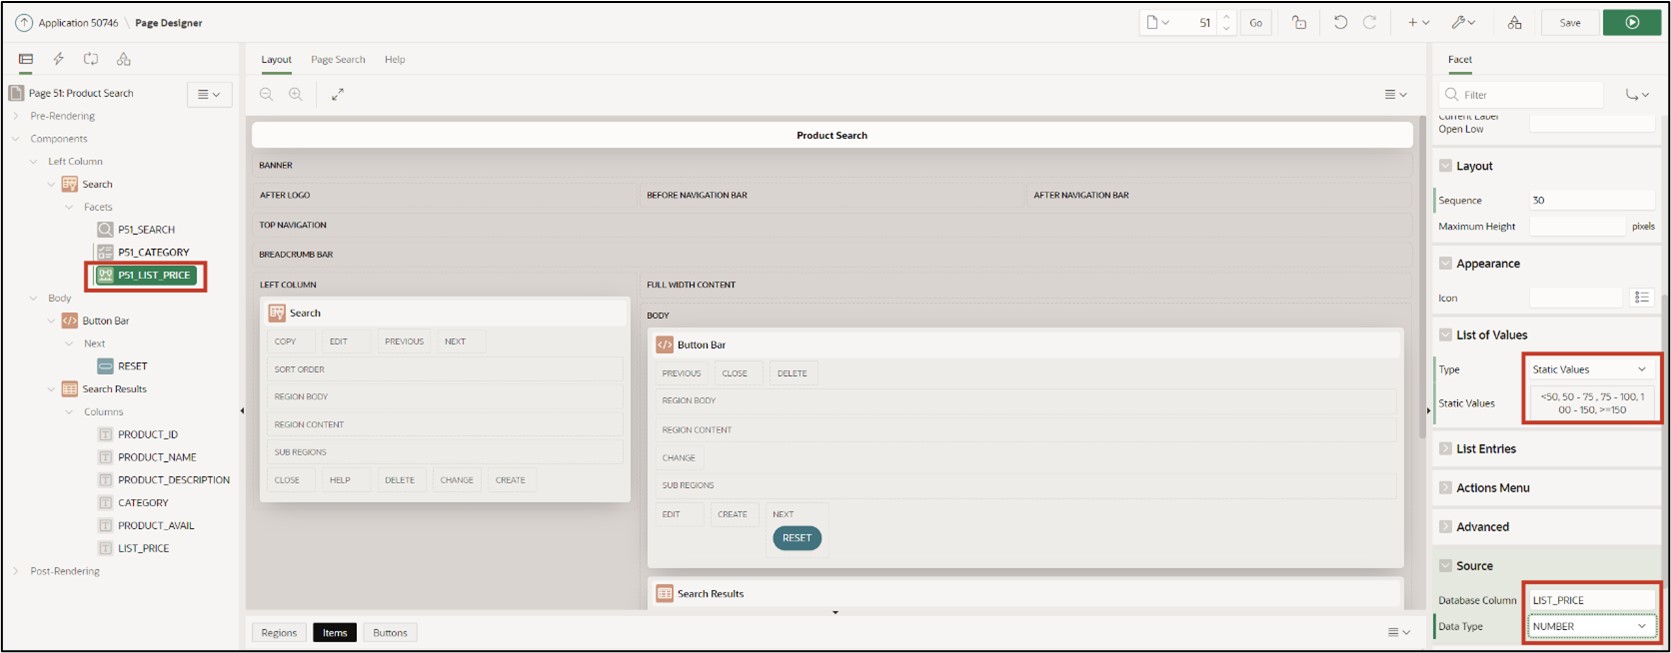 Application 50746 \ Page Designer
51
Go
Save
Layout
Page Search
Help
Facet
Page 51: Product Search
Pre-Rendering
Components
Left Column
Search
Facets
P51_SEARCH
P51_CATEGORY
P51_LIST_PRICE
Body
Button Bar
Next
RESET
Search Results
Columns
PRODUCT_ID
PRODUCT_NAME
PRODUCT_DESCRIPTION
CATEGORY
PRODUCT_AVAIL
LIST_PRICE
Post-Rendering
Product Search
BANNER
AFTER LOGO
BEFORE NAVIGATION BAR
AFTER NAVIGATION BAR
TOP NAVIGATION
BREADCRUMB BAR
LEFT COLUMN
Search
COPY
EDIT
PREVIOUS
NEXT
SORT ORDER
REGION BODY
REGION CONTENT
SUB REGIONS
CLOSE
HELP
DELETE
CHANGE
CREATE
FULL WIDTH CONTENT
BODY
Button Bar
PREVIOUS
CLOSE
DELETE
REGION BODY
REGION CONTENT
CHANGE
SUB REGIONS
EDIT
CREATE
NEXT
RESET
Search Results
Regions
Items
Buttons
Filter
Current Label
Open Low
Layout
Sequence
30
Maximum Height
pixels
Appearance
Icon
List of Values
Type
Static Values
Static Values
<50, 50 - 75 , 75 - 100, 1
00 - 150, >=150
List Entries
Actions Menu
Advanced
Source
Database Column
LIST_PRICE
Data Type
NUMBER